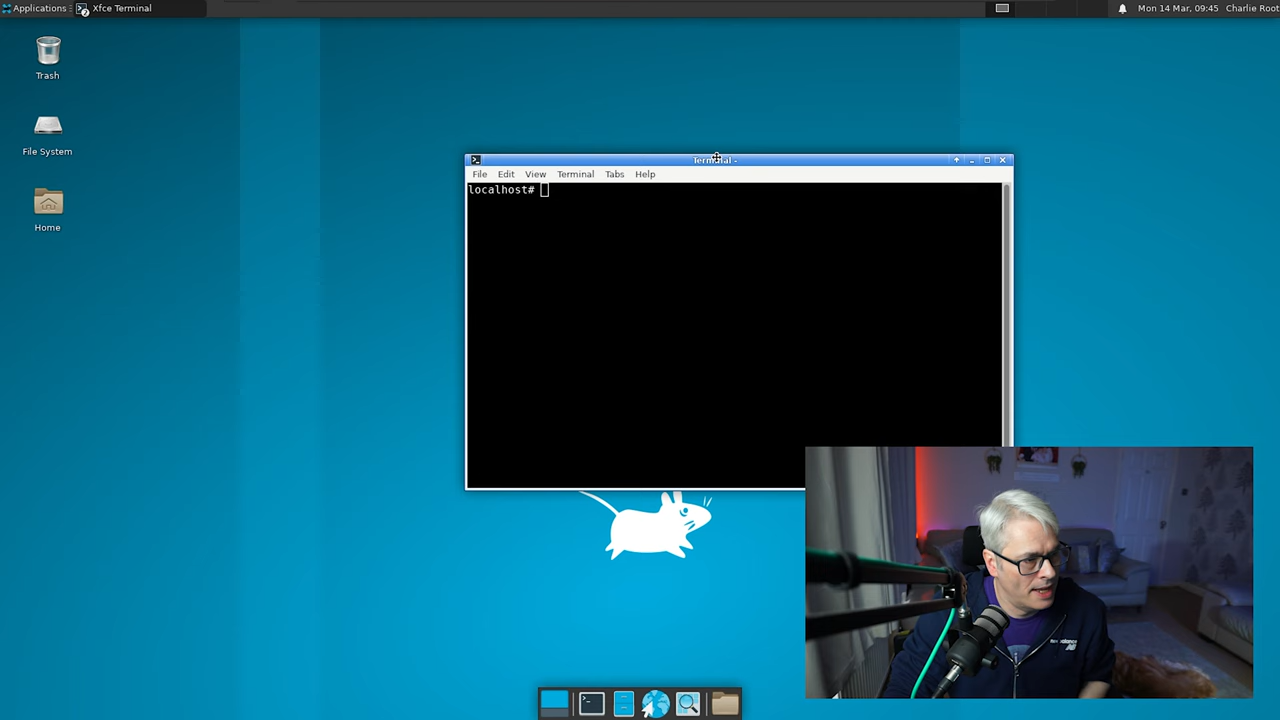 Applications
Xfce Terminal
2
Mon 14 Mar, 09:45
Charlie Root
Trash
File System
Home
Terminal -
File
Edit
View
Terminal
Tabs
Help
localhost#